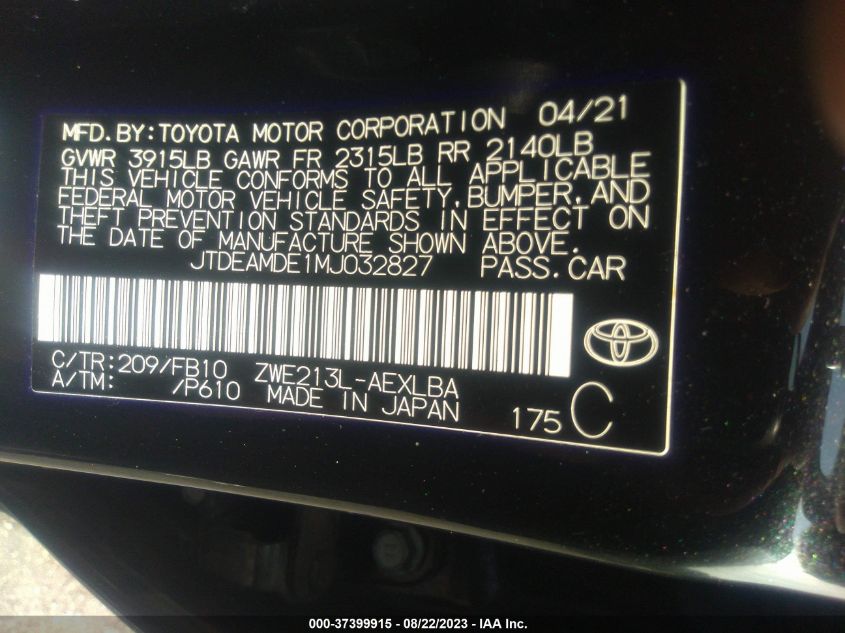 MFD.BY:TOYOTA MOTOR CORPORATION 04/21
GVWR 3915LB GAWR FR 2315LB RR 2140LB
THIS VEHICLE CONFORMS TO ALL APPLICABLE
FEDERAL MOTOR VEHICLE SAFETY,BUMPER,AND
THEFT PREVENTION STANDARDS IN EFFECT ON
THE DATE OF MANUFACTURE SHOWN ABOVE.
JTDEAMDE1MJ032827 PASS.CAR
C/TR:209/FB10 ZWE213L-AEXLBA
A/TM: /P610 MADE IN JAPAN 175 C
000-37399915 - 08/22/2023 - IAA Inc.